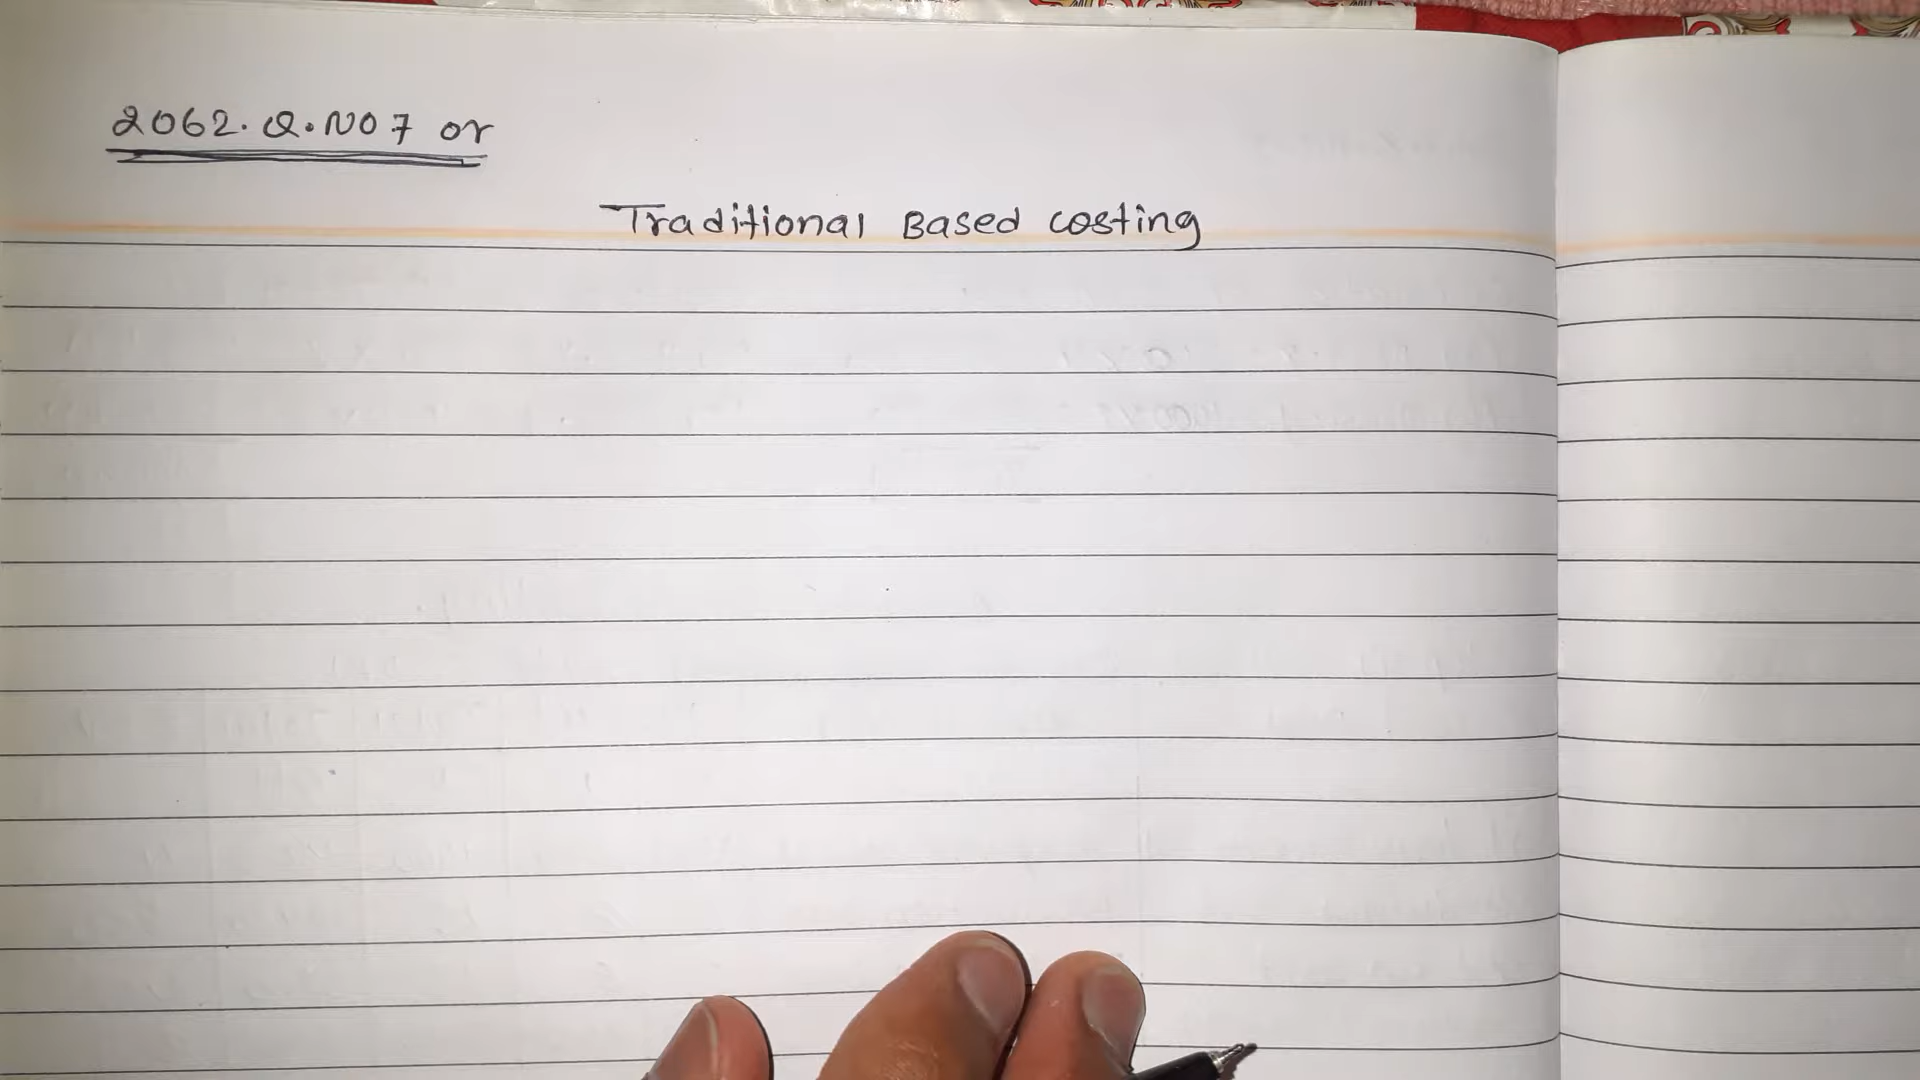 2062. Q. NO 7 or
Traditional Based costing